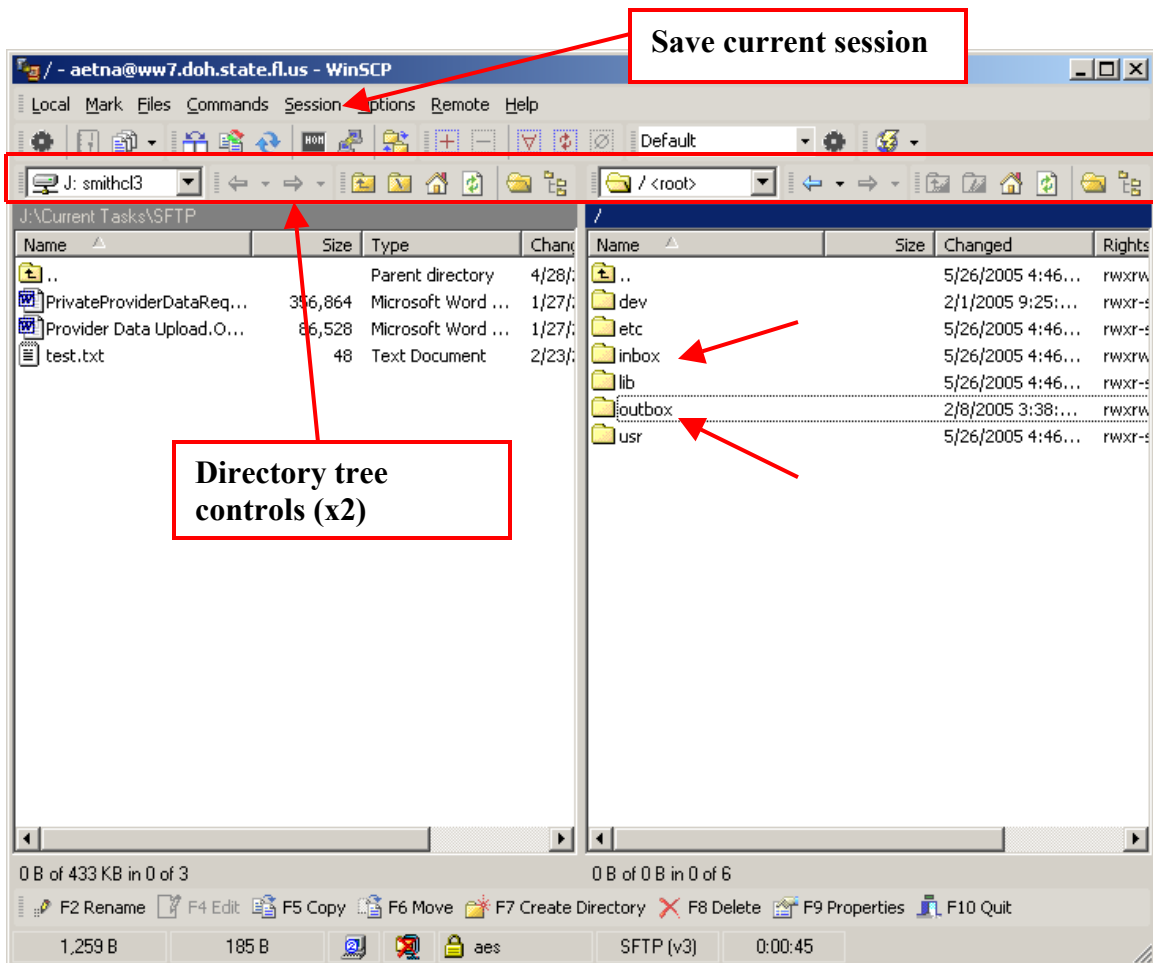 Save current session
/ - aetna@ww7.doh.state.fl.us - WinSCP
Local Mark Files Commands Session Options Remote Help
Default
J: smithcl3
/ <root>
J:\Current Tasks\SFTP
/
Name Size Type Chang
Name Size Changed Rights
.. Parent directory 4/28/2
.. 5/26/2005 4:46... rwxrw
PrivateProviderDataReq... 356,864 Microsoft Word ... 1/27/
dev 2/1/2005 9:25:... rwxr-s
Provider Data Upload.O... 86,528 Microsoft Word ... 1/27/
etc 5/26/2005 4:46... rwxr-s
test.txt 48 Text Document 2/23/
inbox 5/26/2005 4:46... rwxrw
lib 5/26/2005 4:46... rwxr-s
outbox 2/8/2005 3:38:... rwxrw
usr 5/26/2005 4:46... rwxr-s
Directory tree
controls (x2)
0 B of 433 KB in 0 of 3
0 B of 0 B in 0 of 6
F2 Rename F4 Edit F5 Copy F6 Move F7 Create Directory F8 Delete F9 Properties F10 Quit
1,259 B 185 B aes SFTP (v3) 0:00:45